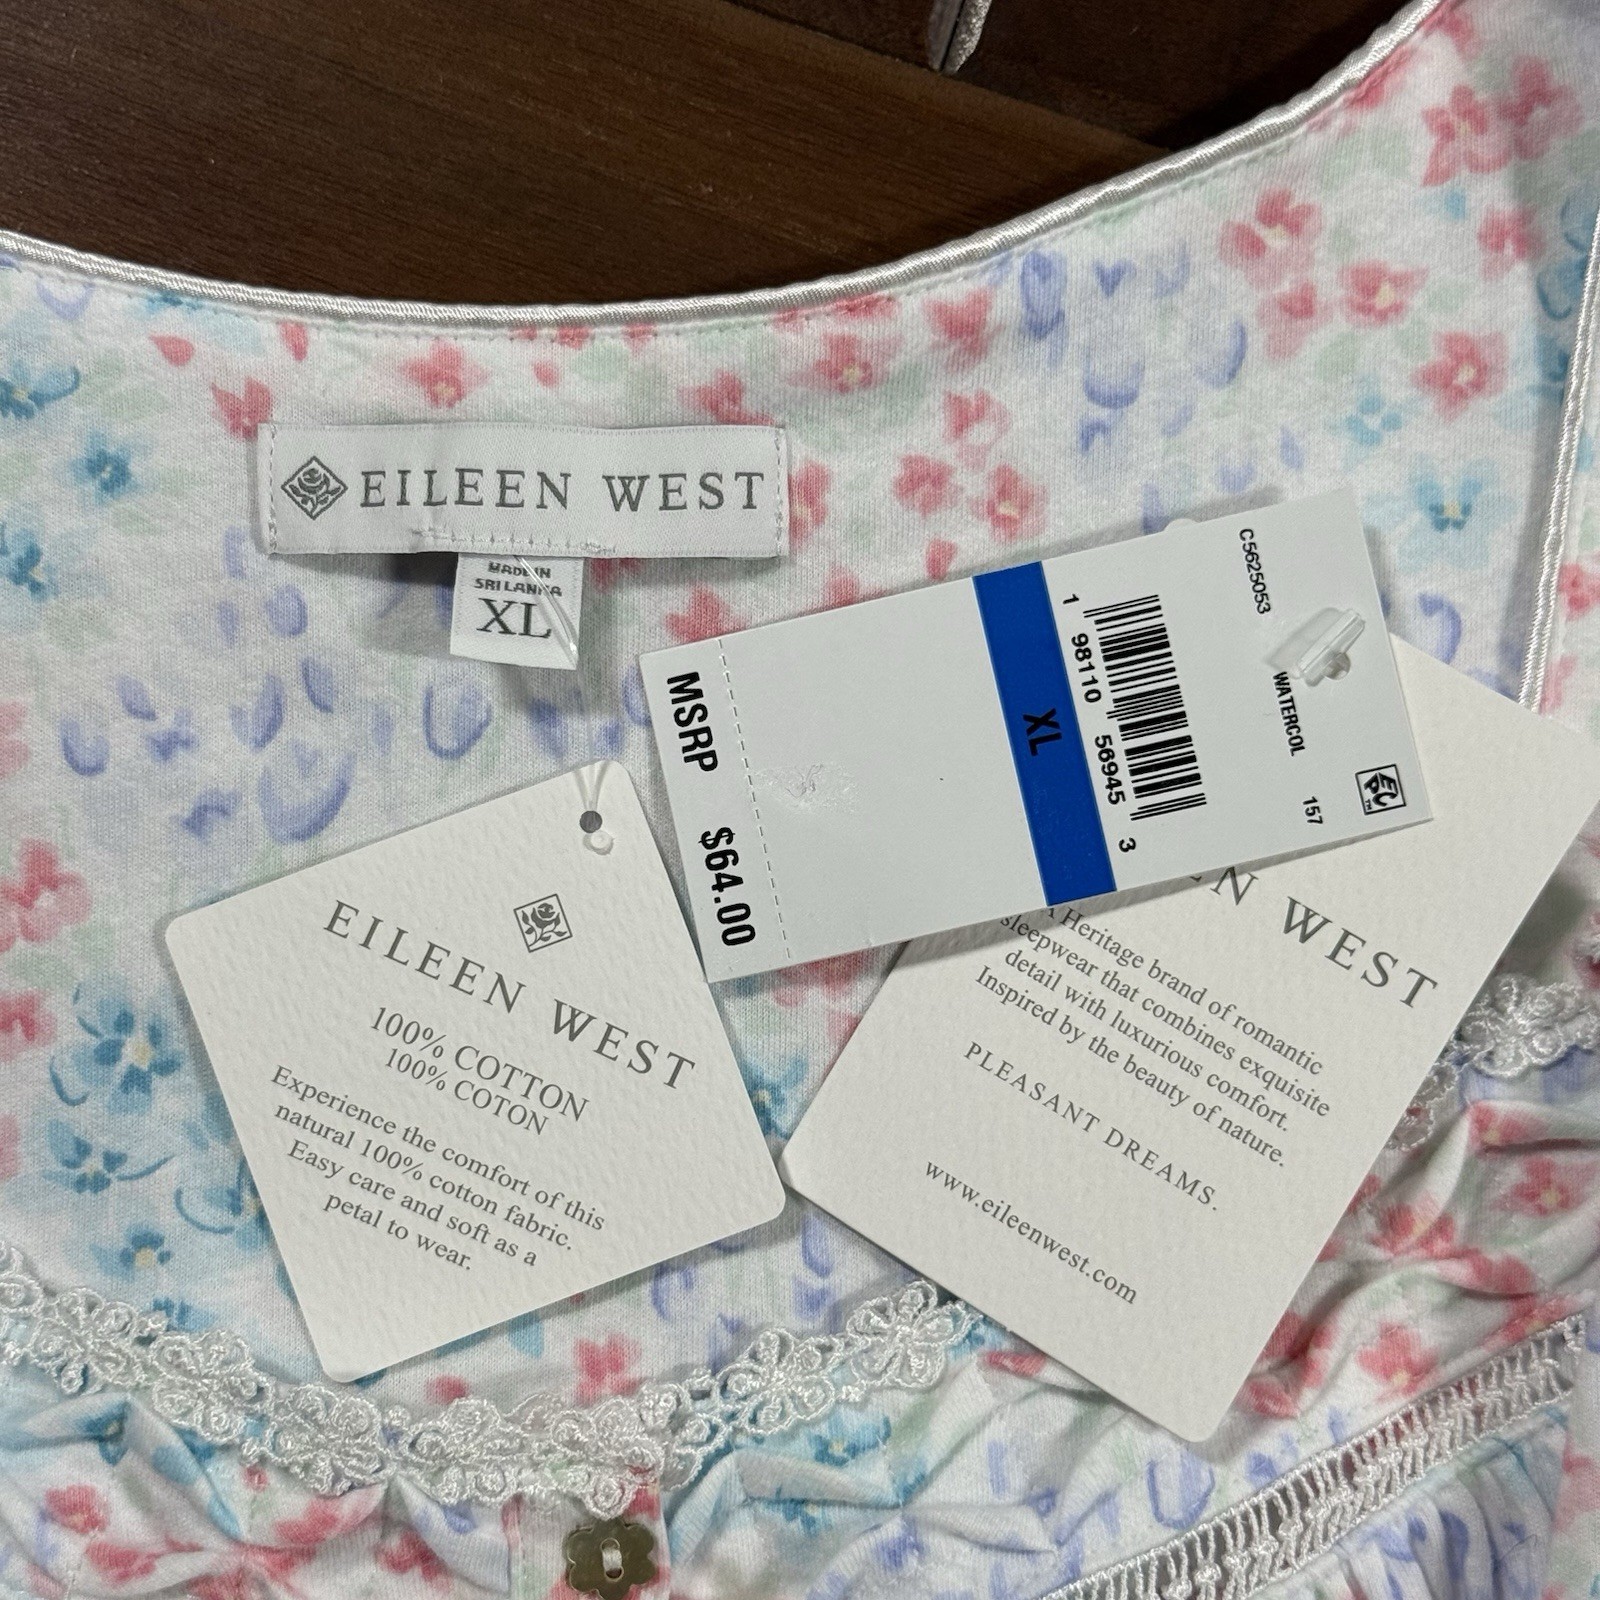 EILEEN WEST
MADE IN
SRI LANKA
XL
MSRP $64.00
XL
1 98110 56945 3
C5625053
WATERCOL 157
EILEEN WEST
100% COTTON
100% COTON
Experience the comfort of this
natural 100% cotton fabric.
Easy care and soft as a
petal to wear.
WEST
A Heritage brand of romantic
sleepwear that combines exquisite
detail with luxurious comfort.
Inspired by the beauty of nature.
PLEASANT DREAMS.
www.eileenwest.com